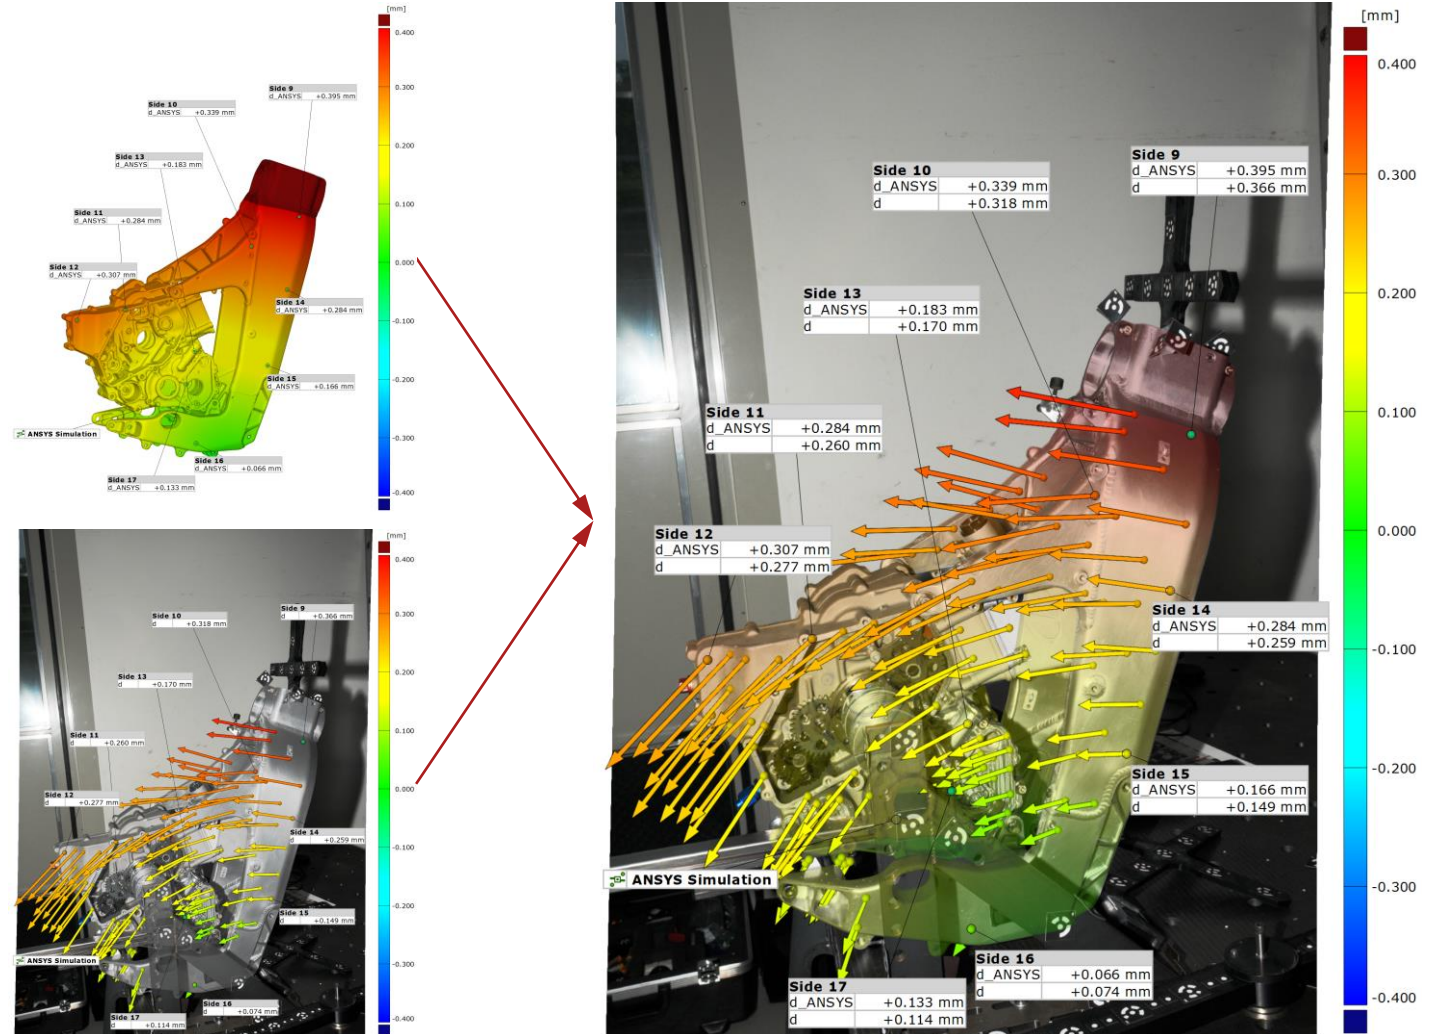 [mm]
0.400
0.300
0.200
0.100
0.000
-0.100
-0.200
-0.300
-0.400
Side 9
d_ANSYS +0.395 mm
Side 10
d_ANSYS +0.339 mm
Side 13
d_ANSYS +0.183 mm
Side 11
d_ANSYS +0.284 mm
Side 12
d_ANSYS +0.307 mm
Side 14
d_ANSYS +0.284 mm
Side 15
d_ANSYS +0.166 mm
ANSYS Simulation
Side 16
d_ANSYS +0.066 mm
Side 17
d_ANSYS +0.133 mm
[mm]
0.400
0.300
0.200
0.100
0.000
-0.100
-0.200
-0.300
-0.400
Side 9
d +0.366 mm
Side 10
d +0.318 mm
Side 13
d +0.170 mm
Side 11
d +0.260 mm
Side 12
d +0.277 mm
Side 14
d +0.259 mm
Side 15
d +0.149 mm
ANSYS Simulation
Side 16
d +0.074 mm
Side 17
d +0.114 mm
[mm]
0.400
0.300
0.200
0.100
0.000
-0.100
-0.200
-0.300
-0.400
Side 9
d_ANSYS +0.395 mm
d +0.366 mm
Side 10
d_ANSYS +0.339 mm
d +0.318 mm
Side 13
d_ANSYS +0.183 mm
d +0.170 mm
Side 11
d_ANSYS +0.284 mm
d +0.260 mm
Side 12
d_ANSYS +0.307 mm
d +0.277 mm
Side 14
d_ANSYS +0.284 mm
d +0.259 mm
Side 15
d_ANSYS +0.166 mm
d +0.149 mm
ANSYS Simulation
Side 16
d_ANSYS +0.066 mm
d +0.074 mm
Side 17
d_ANSYS +0.133 mm
d +0.114 mm